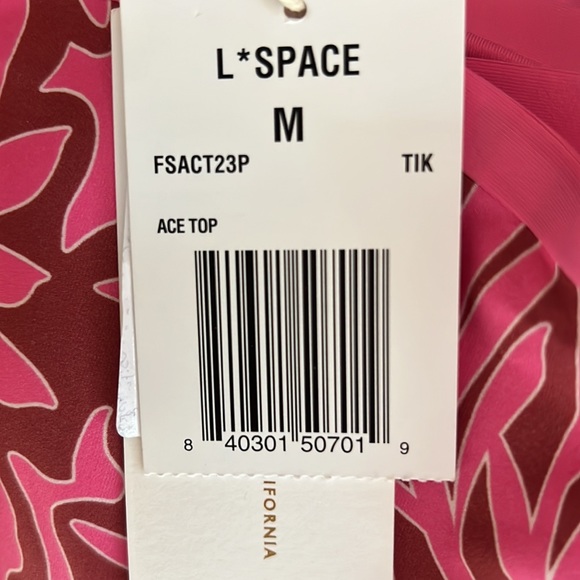 L*SPACE
M
FSACT23P TIK
ACE TOP
8 40301 50701 9
IFORNIA